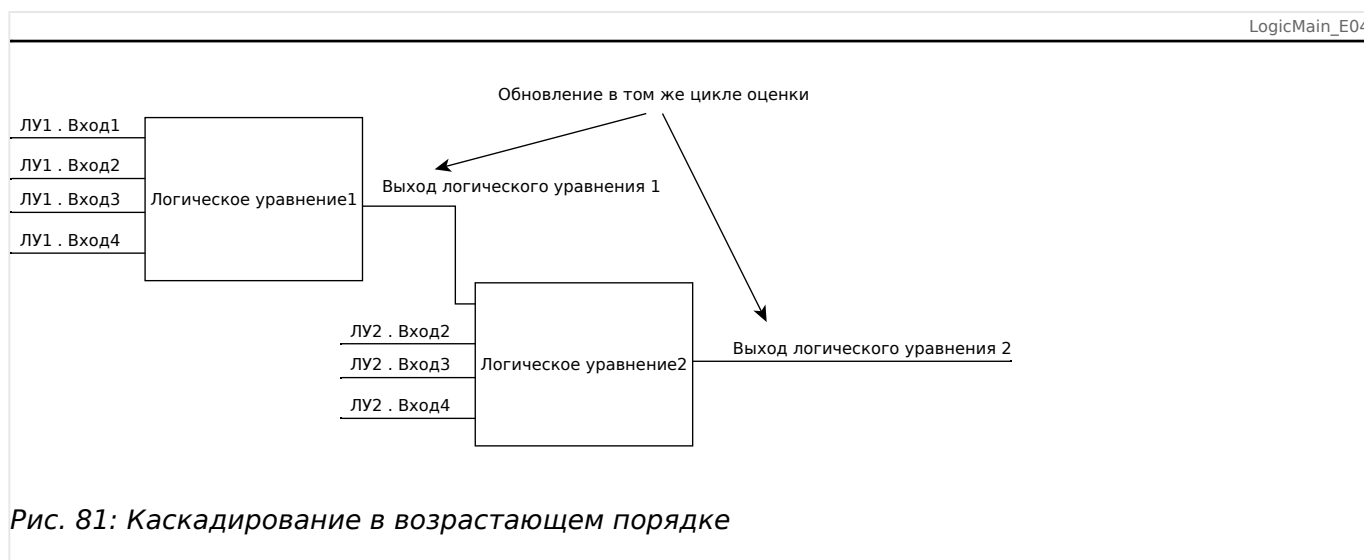 LogicMain_E04
Обновление в том же цикле оценки
ЛУ1 . Вход1
ЛУ1 . Вход2
ЛУ1 . Вход3
ЛУ1 . Вход4
Логическое уравнение1
Выход логического уравнения 1
ЛУ2 . Вход2
ЛУ2 . Вход3
ЛУ2 . Вход4
Логическое уравнение2
Выход логического уравнения 2
Рис. 81: Каскадирование в возрастающем порядке